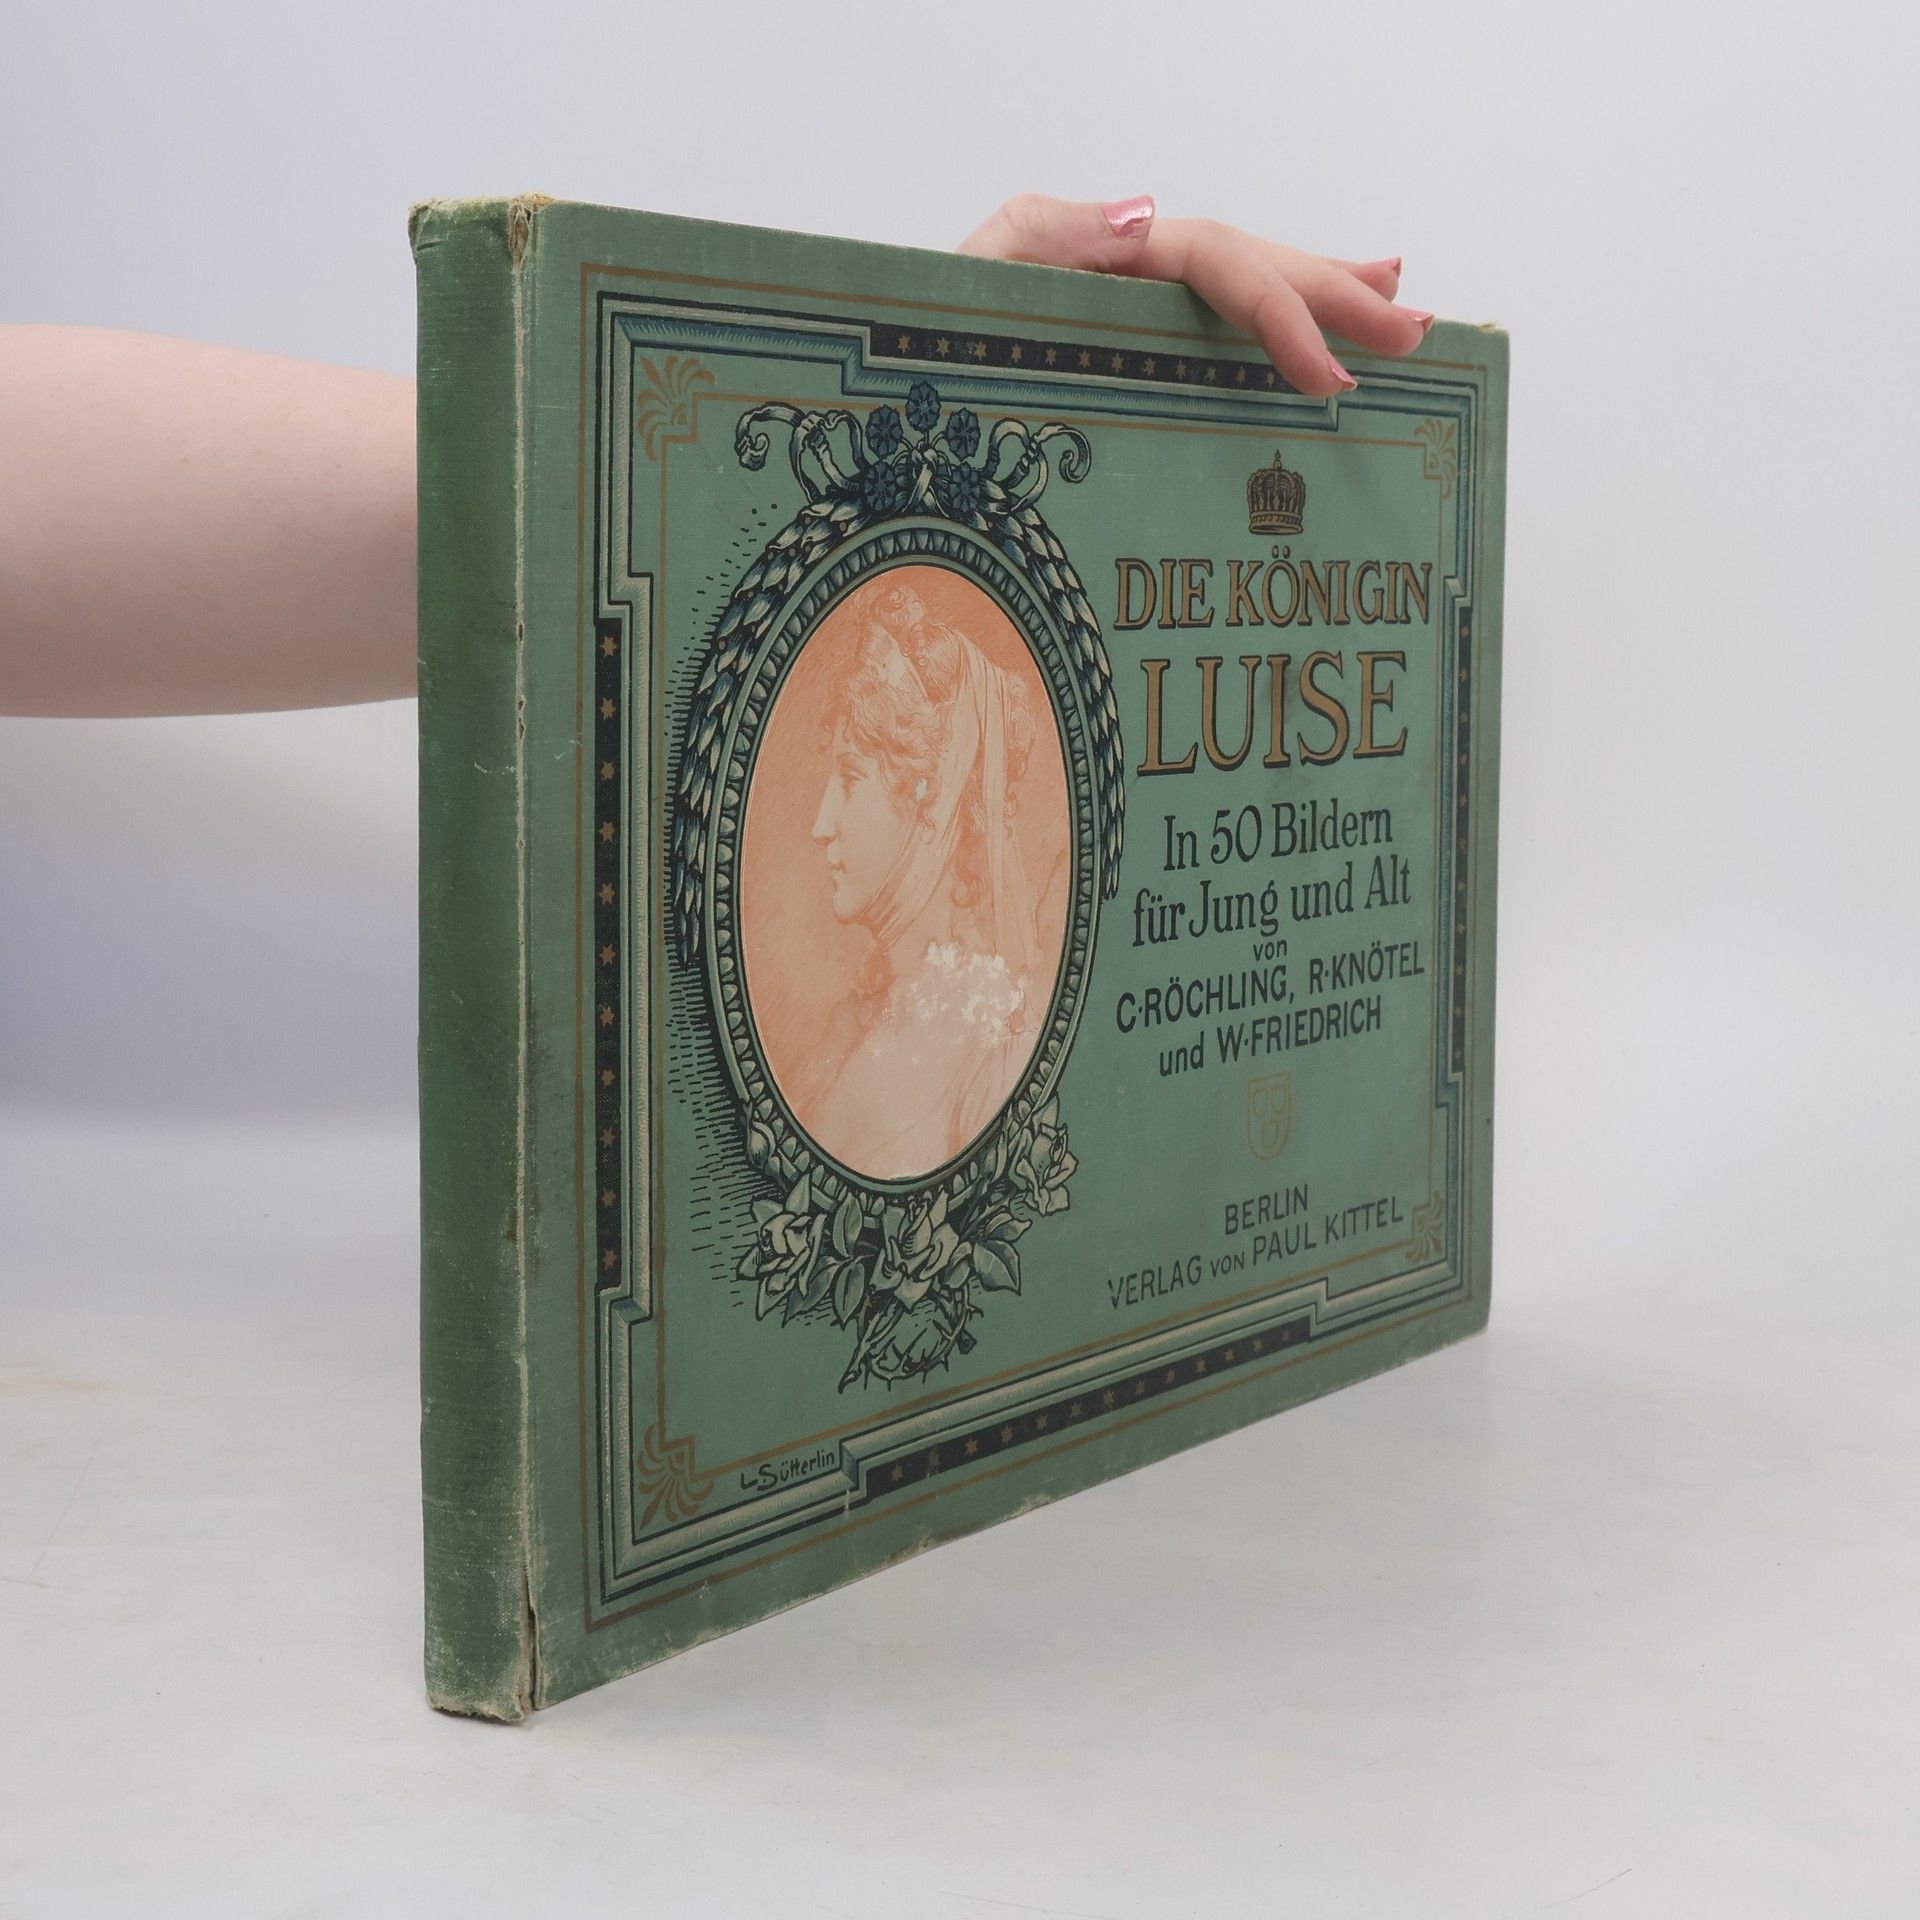 DIE KÖNIGIN
LUISE
In 50 Bildern
für Jung und Alt
von
C·RÖCHLING, R·KNÖTEL
und W·FRIEDRICH
BERLIN
VERLAG VON PAUL KITTEL
L Sütterlin